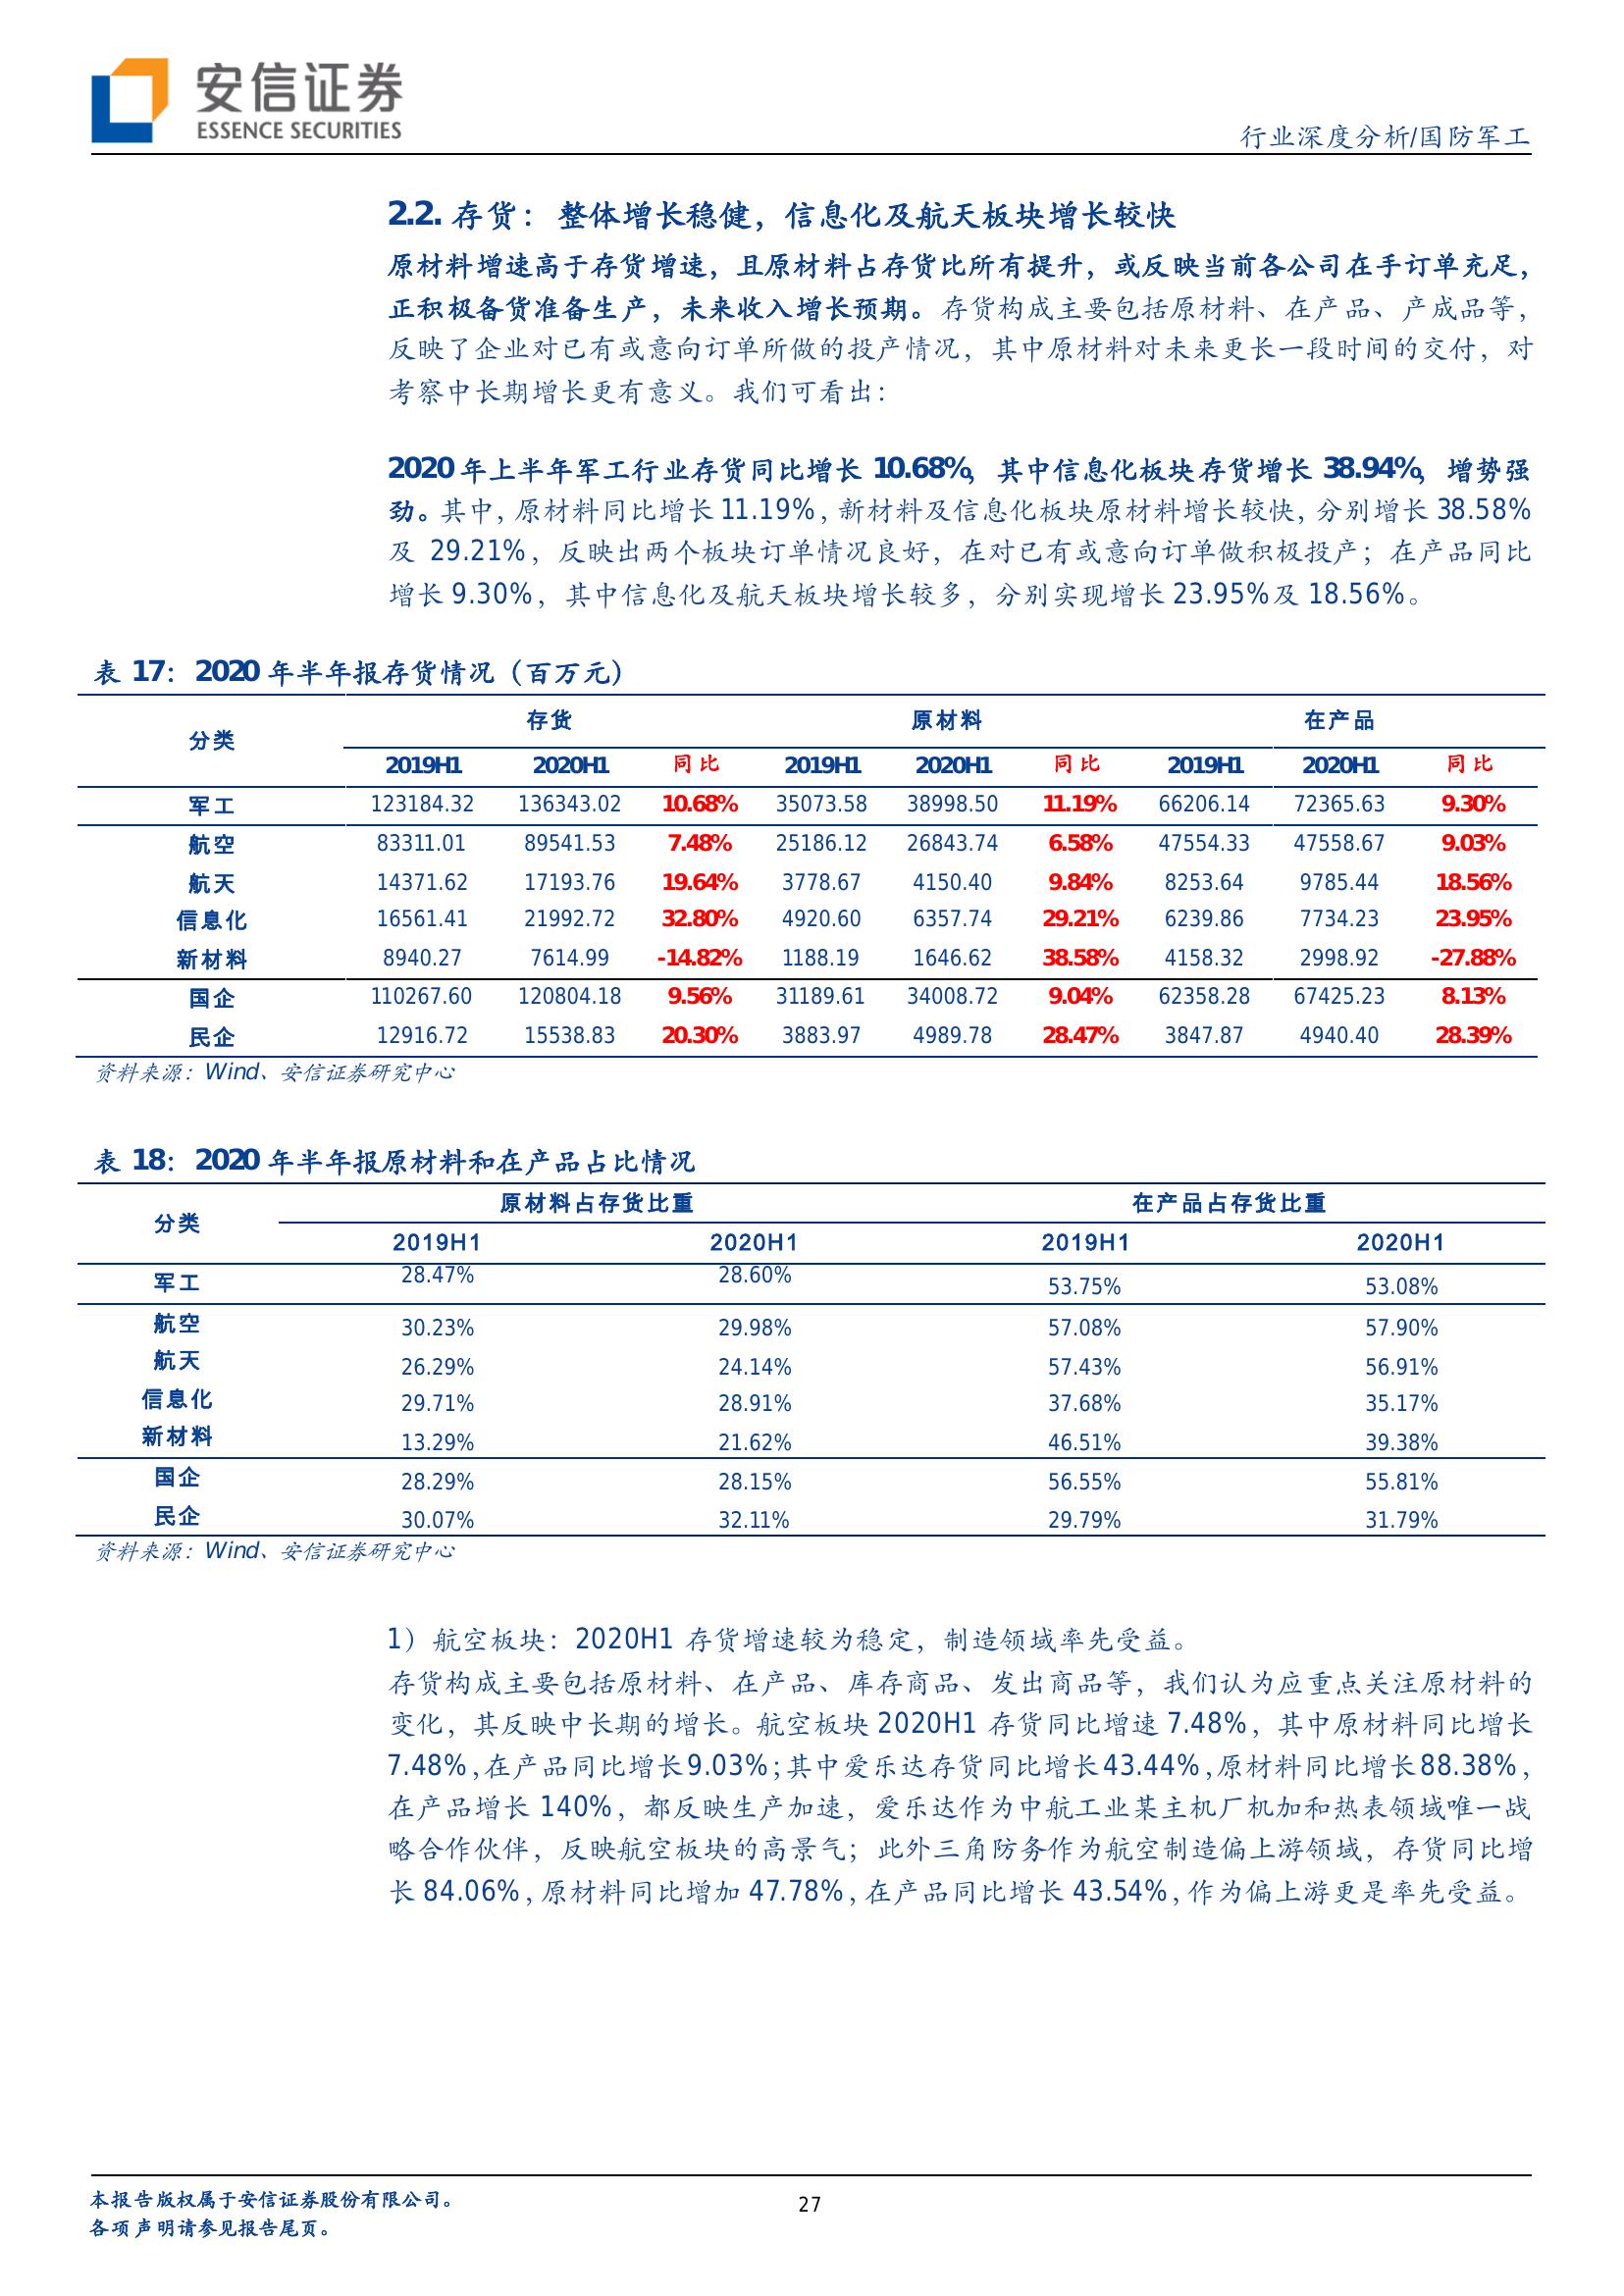 安信证券
ESSENCE SECURITIES
行业深度分析/国防军工
2.2. 存货： 整体增长稳健，信息化及航天板块增长较快
原材料增速高于存货增速，且原材料占存货比所有提升，或反映当前各公司在手订单充足，
正积极备货准备生产，未来收入增长预期。存货构成主要包括原材料、在产品、产成品等，
反映了企业对已有或意向订单所做的投产情况，其中原材料对未来更长一段时间的交付，对
考察中长期增长更有意义。我们可看出：
2020 年上半年军工行业存货同比增长 10.68%，其中信息化板块存货增长 38.94%，增势强
劲。其中，原材料同比增长 11.19%，新材料及信息化板块原材料增长较快，分别增长 38.58%
及 29.21%，反映出两个板块订单情况良好，在对已有或意向订单做积极投产；在产品同比
增长 9.30%，其中信息化及航天板块增长较多，分别实现增长 23.95%及 18.56%。
表 17： 2020 年半年报存货情况（百万元）
分类 存货 原材料 在产品
2019H1 2020H1 同比 2019H1 2020H1 同比 2019H1 2020H1 同比
军工 123184.32 136343.02 10.68% 35073.58 38998.50 11.19% 66206.14 72365.63 9.30%
航空 83311.01 89541.53 7.48% 25186.12 26843.74 6.58% 47554.33 47558.67 9.03%
航天 14371.62 17193.76 19.64% 3778.67 4150.40 9.84% 8253.64 9785.44 18.56%
信息化 16561.41 21992.72 32.80% 4920.60 6357.74 29.21% 6239.86 7734.23 23.95%
新材料 8940.27 7614.99 -14.82% 1188.19 1646.62 38.58% 4158.32 2998.92 -27.88%
国企 110267.60 120804.18 9.56% 31189.61 34008.72 9.04% 62358.28 67425.23 8.13%
民企 12916.72 15538.83 20.30% 3883.97 4989.78 28.47% 3847.87 4940.40 28.39%
资料来源：Wind、安信证券研究中心
表 18： 2020 年半年报原材料和在产品占比情况
分类 原材料占存货比重 在产品占存货比重
2019H1 2020H1 2019H1 2020H1
军工 28.47% 28.60% 53.75% 53.08%
航空 30.23% 29.98% 57.08% 57.90%
航天 26.29% 24.14% 57.43% 56.91%
信息化 29.71% 28.91% 37.68% 35.17%
新材料 13.29% 21.62% 46.51% 39.38%
国企 28.29% 28.15% 56.55% 55.81%
民企 30.07% 32.11% 29.79% 31.79%
资料来源：Wind、安信证券研究中心
1）航空板块：2020H1 存货增速较为稳定，制造领域率先受益。
存货构成主要包括原材料、在产品、库存商品、发出商品等，我们认为应重点关注原材料的
变化，其反映中长期的增长。航空板块 2020H1 存货同比增速 7.48%，其中原材料同比增长
7.48%，在产品同比增长 9.03%；其中爱乐达存货同比增长 43.44%，原材料同比增长 88.38%，
在产品增长 140%，都反映生产加速，爱乐达作为中航工业某主机厂机加和热表领域唯一战
略合作伙伴，反映航空板块的高景气；此外三角防务作为航空制造偏上游领域，存货同比增
长 84.06%，原材料同比增加 47.78%，在产品同比增长 43.54%，作为偏上游更是率先受益。
本报告版权属于安信证券股份有限公司。
各项声明请参见报告尾页。
27